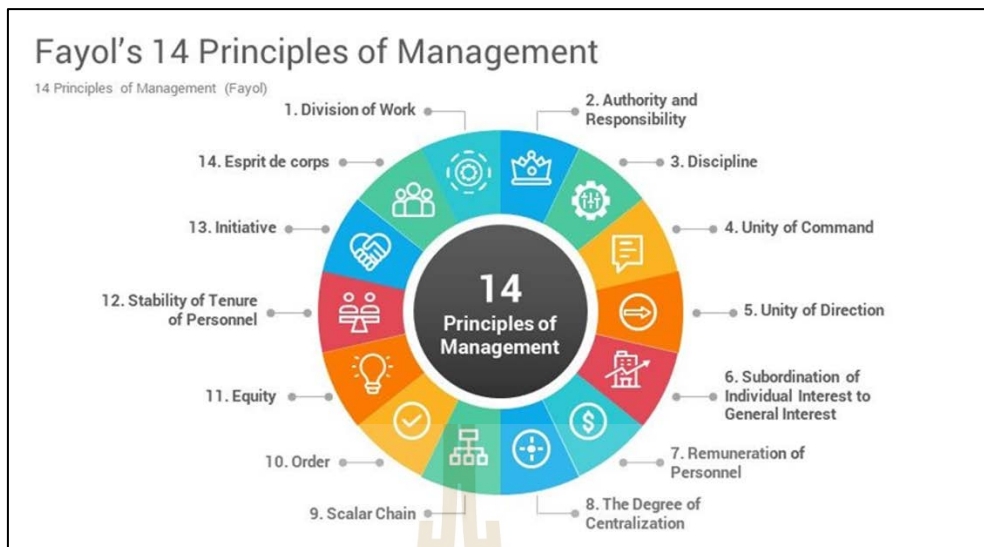 Fayol's 14 Principles of Management
14 Principles of Management (Fayol)
1. Division of Work
2. Authority and
Responsibility
3. Discipline
4. Unity of Command
5. Unity of Direction
6. Subordination of
Individual Interest to
General Interest
7. Remuneration of
Personnel
8. The Degree of
Centralization
9. Scalar Chain
10. Order
11. Equity
12. Stability of Tenure
of Personnel
13. Initiative
14. Esprit de corps
14
Principles of
Management
$